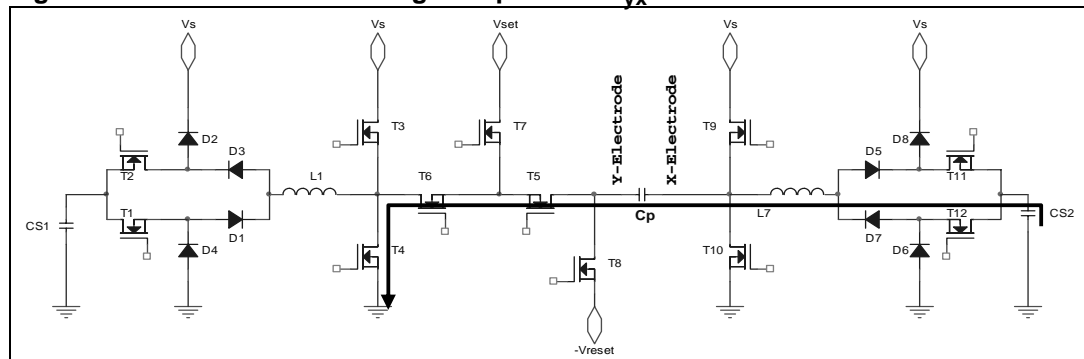 yx
Vs
Vs
Vset
Vs
Vs
Y-Electrode
X-Electrode
T3
T7
T9
D2
D8
D3
D5
T2
T11
L1
T6
T5
Cp
L7
CS1
T1
D1
D4
D7
D6
T12
CS2
T4
T8
T10
-Vreset